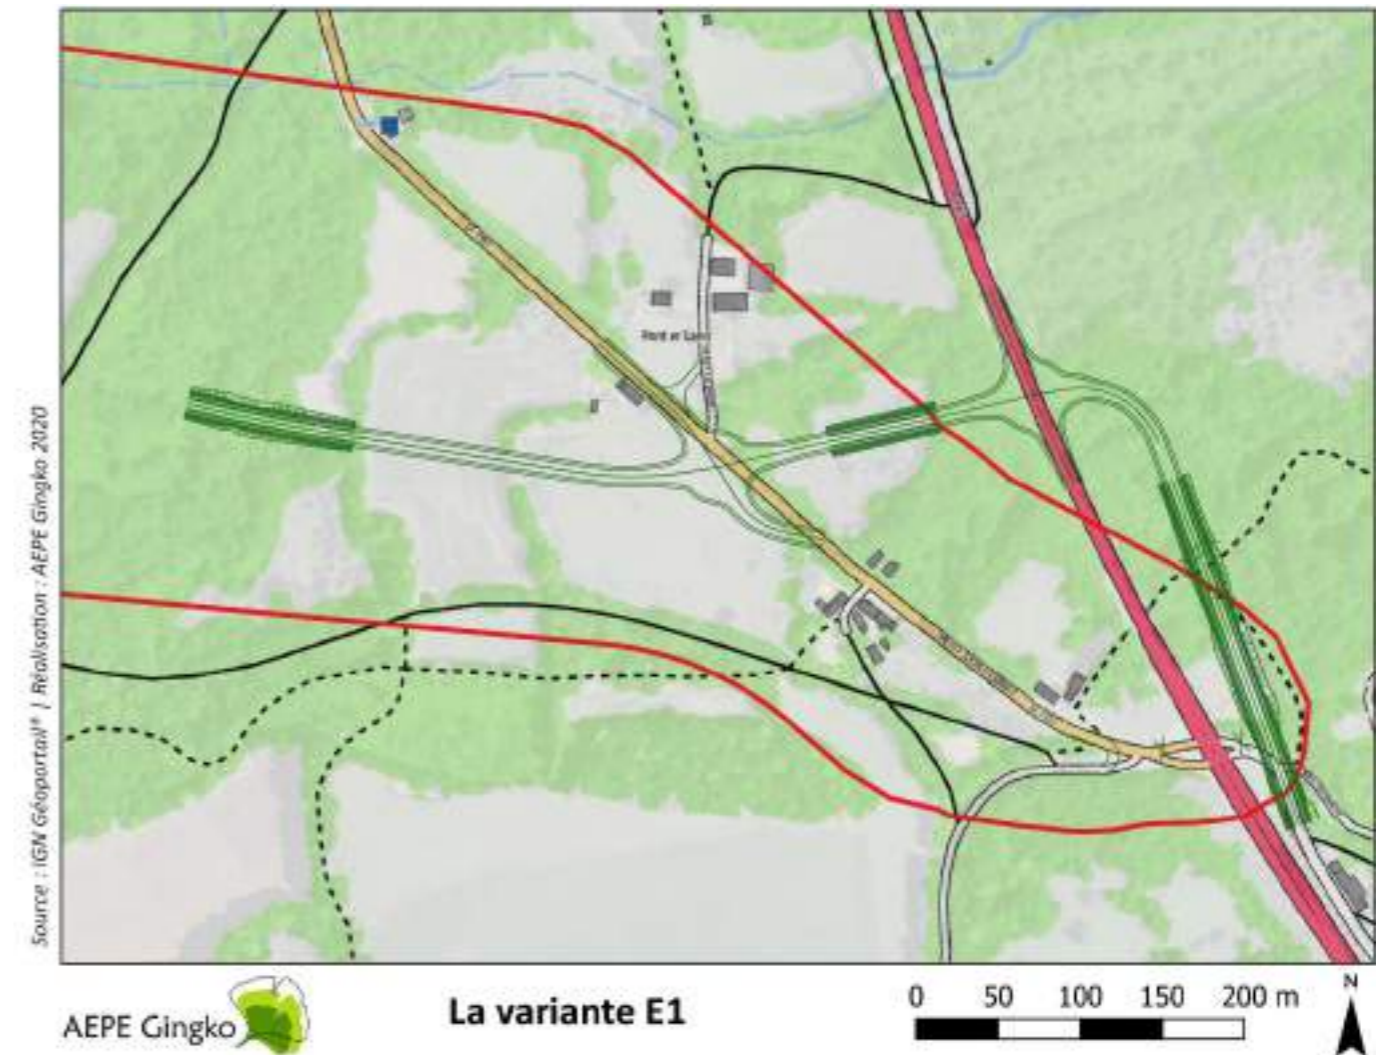 Source : IGN Géoportail® | Réalisation : AEPE Gingko 2020
AEPE Gingko
La variante E1
0 50 100 150 200 m
N